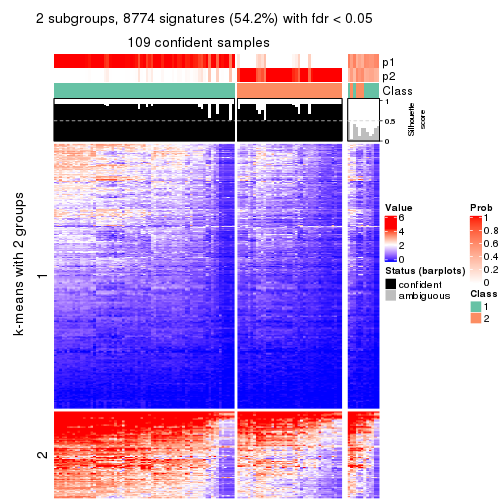 2 subgroups, 8774 signatures (54.2%) with fdr < 0.05
109 confident samples
p1
p2
Class
1
0.5
0
Silhouette
score
k-means with 2 groups
1
2
Value
6
4
2
0
Status (barplots)
confident
ambiguous
Prob
1
0.8
0.6
0.4
0.2
0
Class
1
2